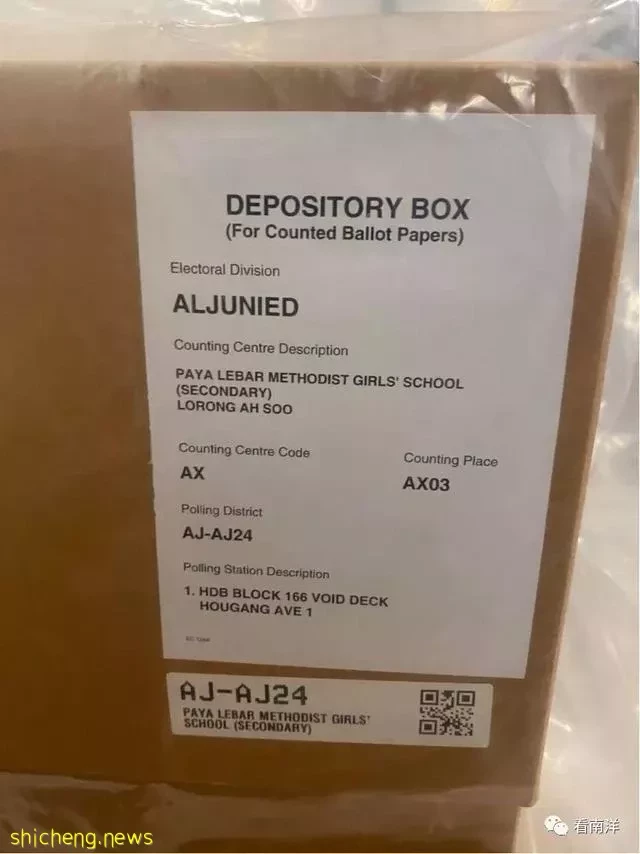 DEPOSITORY BOX
(For Counted Ballot Papers)
Electoral Division
ALJUNIED
Counting Centre Description
PAYA LEBAR METHODIST GIRLS' SCHOOL
(SECONDARY)
LORONG AH SOO
Counting Centre Code
AX
Counting Place
AX03
Polling District
AJ-AJ24
Polling Station Description
1. HDB BLOCK 166 VOID DECK
HOUGANG AVE 1
AJ-AJ24
PAYA LEBAR METHODIST GIRLS'
SCHOOL (SECONDARY)
看南洋
shicheng.news